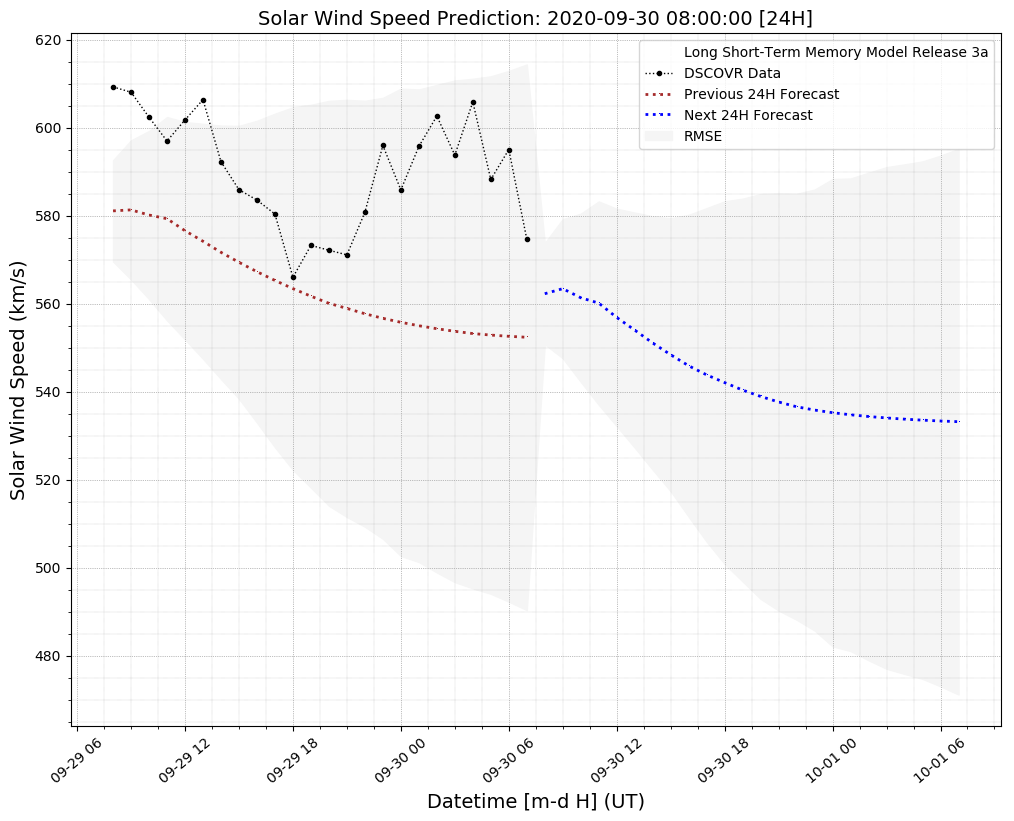 Solar Wind Speed Prediction: 2020-09-30 08:00:00 [24H]
Long Short-Term Memory Model Release 3a
DSCOVR Data
Previous 24H Forecast
Next 24H Forecast
RMSE
Solar Wind Speed (km/s)
620
600
580
560
540
520
500
480
09-29 06
09-29 12
09-29 18
09-30 00
09-30 06
09-30 12
09-30 18
10-01 00
10-01 06
Datetime [m-d H] (UT)